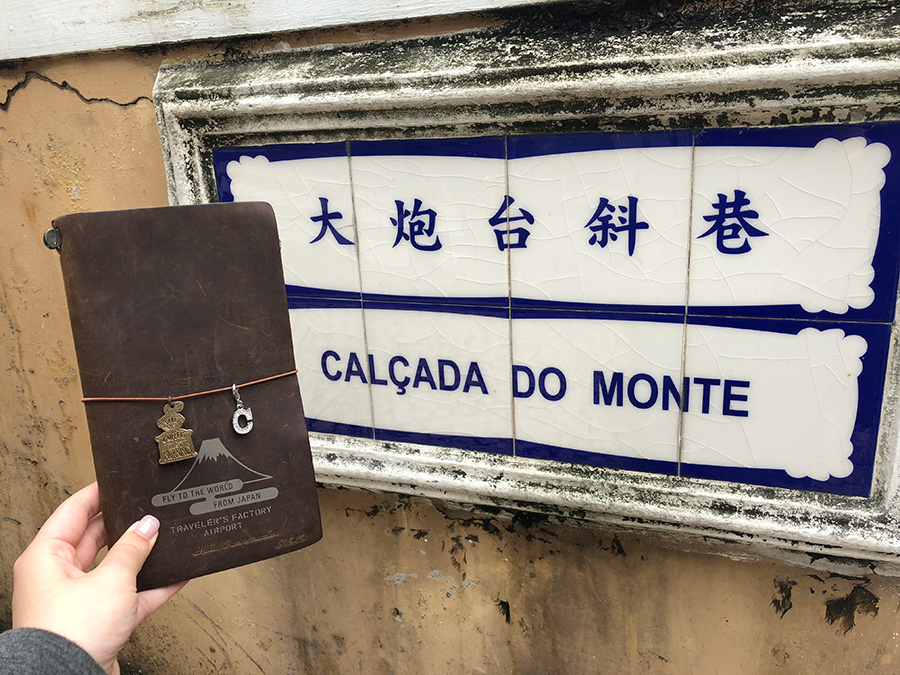 大炮台斜巷
CALÇADA DO MONTE
C
FLY TO THE WORLD
FROM JAPAN
TRAVELER'S FACTORY
AIRPORT